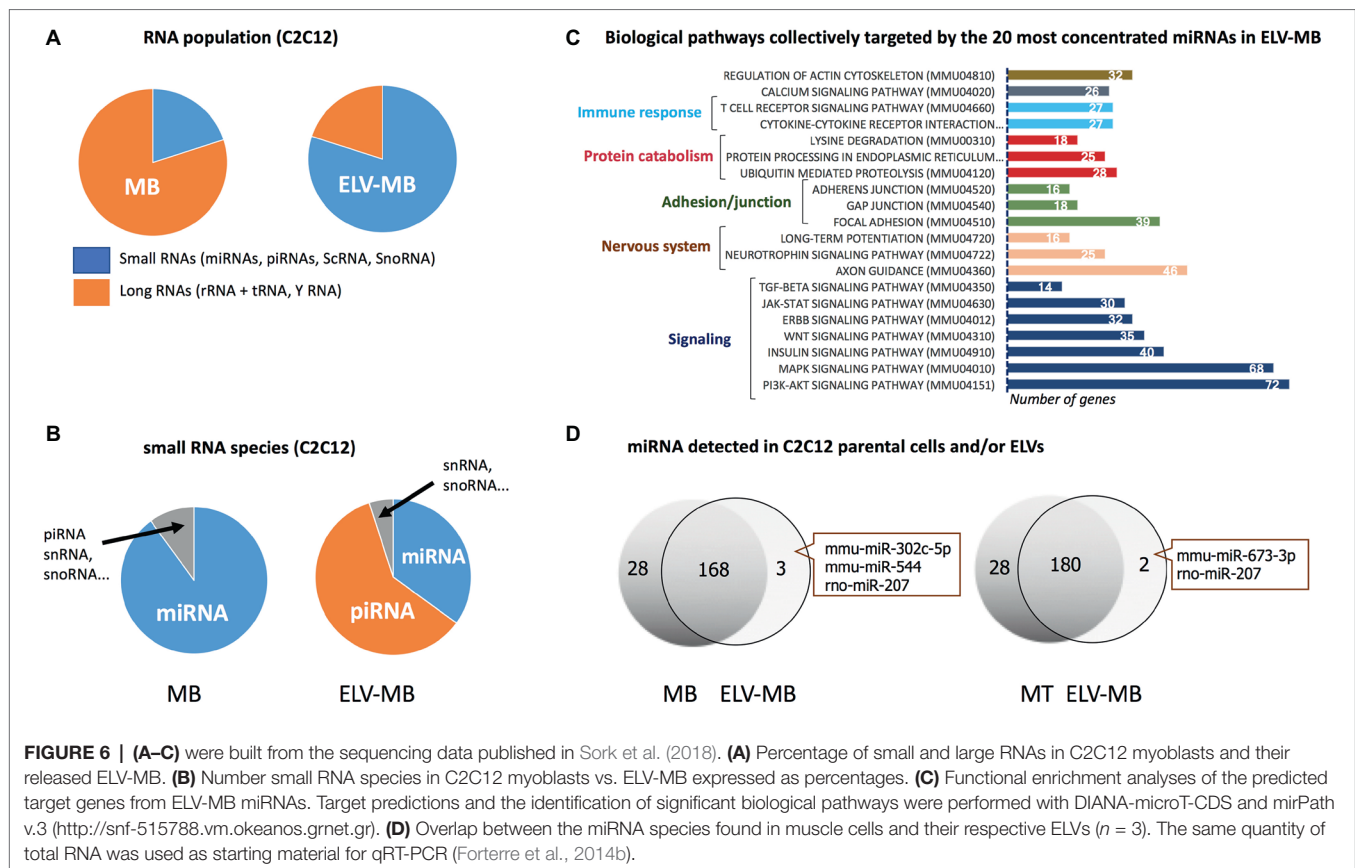 A
RNA population (C2C12)
MB
ELV-MB
Small RNAs (miRNAs, piRNAs, ScRNA, SnoRNA)
Long RNAs (rRNA + tRNA, Y RNA)
C
Biological pathways collectively targeted by the 20 most concentrated miRNAs in ELV-MB
REGULATION OF ACTIN CYTOSKELETON (MMU04810) 32
CALCIUM SIGNALING PATHWAY (MMU04020) 26
Immune response
T CELL RECEPTOR SIGNALING PATHWAY (MMU04660) 27
CYTOKINE-CYTOKINE RECEPTOR INTERACTION... 27
Protein catabolism
LYSINE DEGRADATION (MMU00310) 18
PROTEIN PROCESSING IN ENDOPLASMIC RETICULUM... 25
UBIQUITIN MEDIATED PROTEOLYSIS (MMU04120) 28
Adhesion/junction
ADHERENS JUNCTION (MMU04520) 16
GAP JUNCTION (MMU04540) 18
FOCAL ADHESION (MMU04510) 39
Nervous system
LONG-TERM POTENTIATION (MMU04720) 16
NEUROTROPHIN SIGNALING PATHWAY (MMU04722) 25
AXON GUIDANCE (MMU04360) 46
Signaling
TGF-BETA SIGNALING PATHWAY (MMU04350) 14
JAK-STAT SIGNALING PATHWAY (MMU04630) 30
ERBB SIGNALING PATHWAY (MMU04012) 32
WNT SIGNALING PATHWAY (MMU04310) 35
INSULIN SIGNALING PATHWAY (MMU04910) 40
MAPK SIGNALING PATHWAY (MMU04010) 68
PI3K-AKT SIGNALING PATHWAY (MMU04151) 72
Number of genes
B
small RNA species (C2C12)
piRNA
snRNA,
snoRNA...
miRNA
MB
snRNA,
snoRNA...
miRNA
piRNA
ELV-MB
D
miRNA detected in C2C12 parental cells and/or ELVs
28 168 3
mmu-miR-302c-5p
mmu-miR-544
rno-miR-207
MB ELV-MB
28 180 2
mmu-miR-673-3p
rno-miR-207
MT ELV-MB
FIGURE 6 | (A–C) were built from the sequencing data published in Sork et al. (2018). (A) Percentage of small and large RNAs in C2C12 myoblasts and their
released ELV-MB. (B) Number small RNA species in C2C12 myoblasts vs. ELV-MB expressed as percentages. (C) Functional enrichment analyses of the predicted
target genes from ELV-MB miRNAs. Target predictions and the identification of significant biological pathways were performed with DIANA-microT-CDS and mirPath
v.3 (http://snf-515788.vm.okeanos.grnet.gr). (D) Overlap between the miRNA species found in muscle cells and their respective ELVs (n = 3). The same quantity of
total RNA was used as starting material for qRT-PCR (Forterre et al., 2014b).